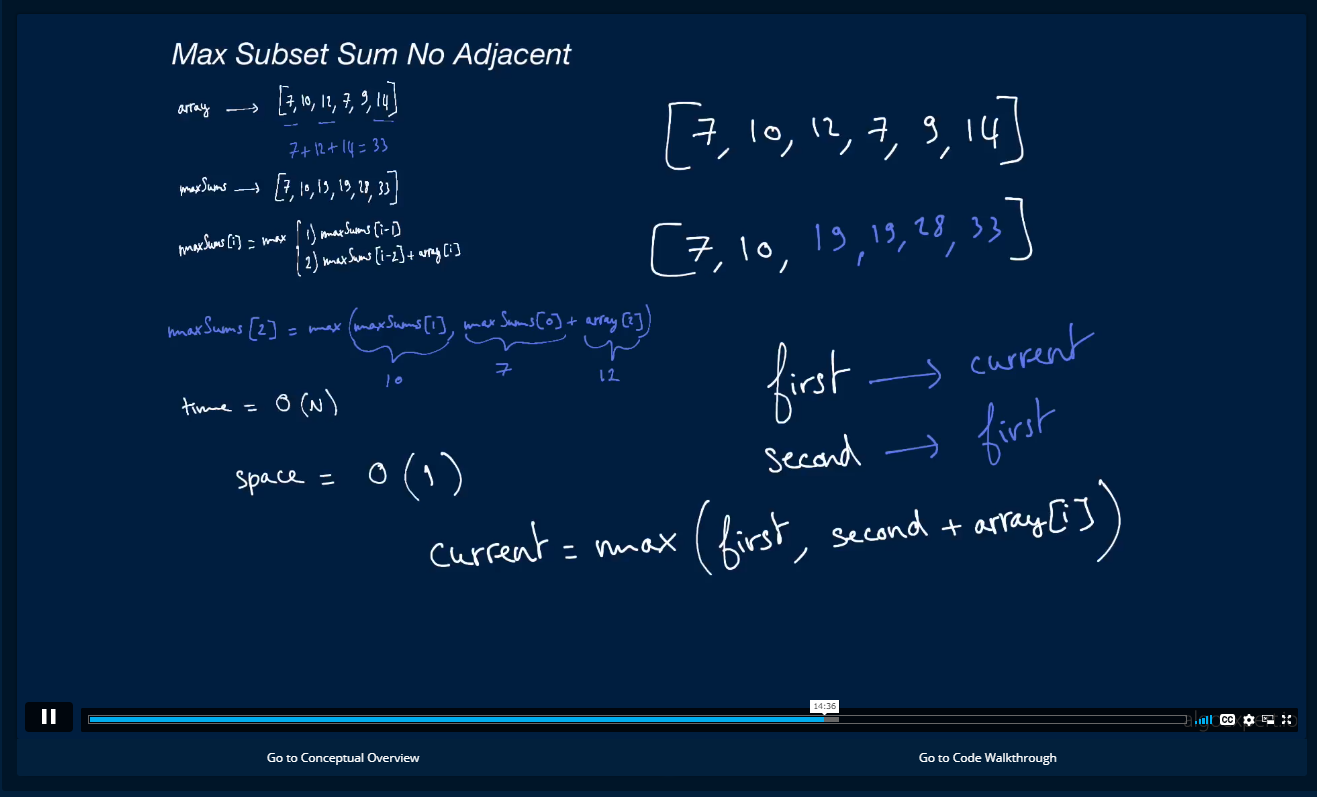 Max Subset Sum No Adjacent
array → [7, 10, 12, 7, 9, 14]
7+12+14 = 33
maxSums → [7, 10, 19, 19, 28, 33]
maxSums[i] = max { 1) maxSums[i-1]
2) maxSums[i-2] + array[i]
maxSums[2] = max(maxSums[1], maxSums[0] + array[2])
10 7 12
time = O(N)
space = O(1)
[7, 10, 12, 7, 9, 14]
[7, 10, 19, 19, 28, 33]
first → current
second → first
current = max(first, second + array[i])
14:36
CC
Go to Conceptual Overview
Go to Code Walkthrough